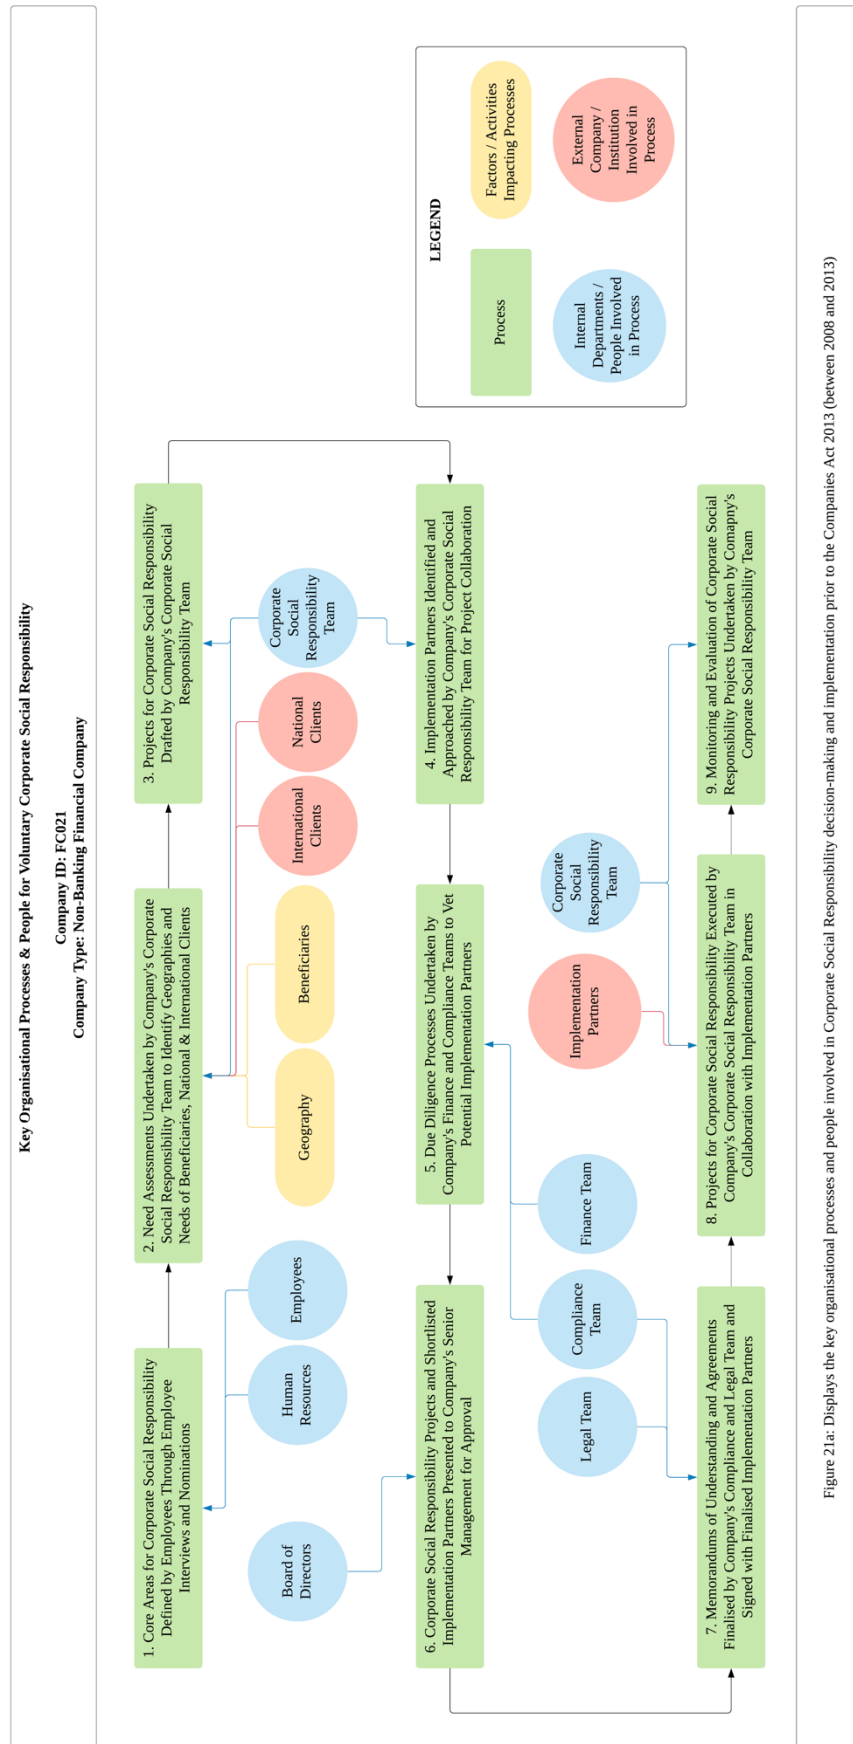 Key Organisational Processes & People for Voluntary Corporate Social Responsibility
Company ID: FC021
Company Type: Non-Banking Financial Company
1. Core Areas for Corporate Social Responsibility
Defined by Employees Through Employee
Interviews and Nominations
2. Need Assessments Undertaken by Company's Corporate
Social Responsibility Team to Identify Geographies and
Needs of Beneficiaries, National & International Clients
3. Projects for Corporate Social Responsibility
Drafted by Company's Corporate Social
Responsibility Team
Board of
Directors
Human
Resources
Employees
Geography
Beneficiaries
International
Clients
National
Clients
Corporate
Social
Responsibility
Team
6. Corporate Social Responsibility Projects and Shortlisted
Implementation Partners Presented to Company's Senior
Management for Approval
5. Due Diligence Processes Undertaken by
Company's Finance and Compliance Teams to Vet
Potential Implementation Partners
4. Implementation Partners Identified and
Approached by Company's Corporate Social
Responsibility Team for Project Collaboration
Legal Team
Compliance
Team
Finance Team
Implementation
Partners
Corporate
Social
Responsibility
Team
7. Memorandums of Understanding and Agreements
Finalised by Company's Compliance and Legal Team and
Signed with Finalised Implementation Partners
8. Projects for Corporate Social Responsibility Executed by
Company's Corporate Social Responsibility Team in
Collaboration with Implementation Partners
9. Monitoring and Evaluation of Corporate Social
Responsibility Projects Undertaken by Comapny's
Corporate Social Responsibility Team
LEGEND
Process
Factors / Activities
Impacting Processes
Internal
Departments /
People Involved
in Process
External
Company /
Institution
Involved in
Process
Figure 21a: Displays the key organisational processes and people involved in Corporate Social Responsibility decision-making and implementation prior to the Companies Act 2013 (between 2008 and 2013)